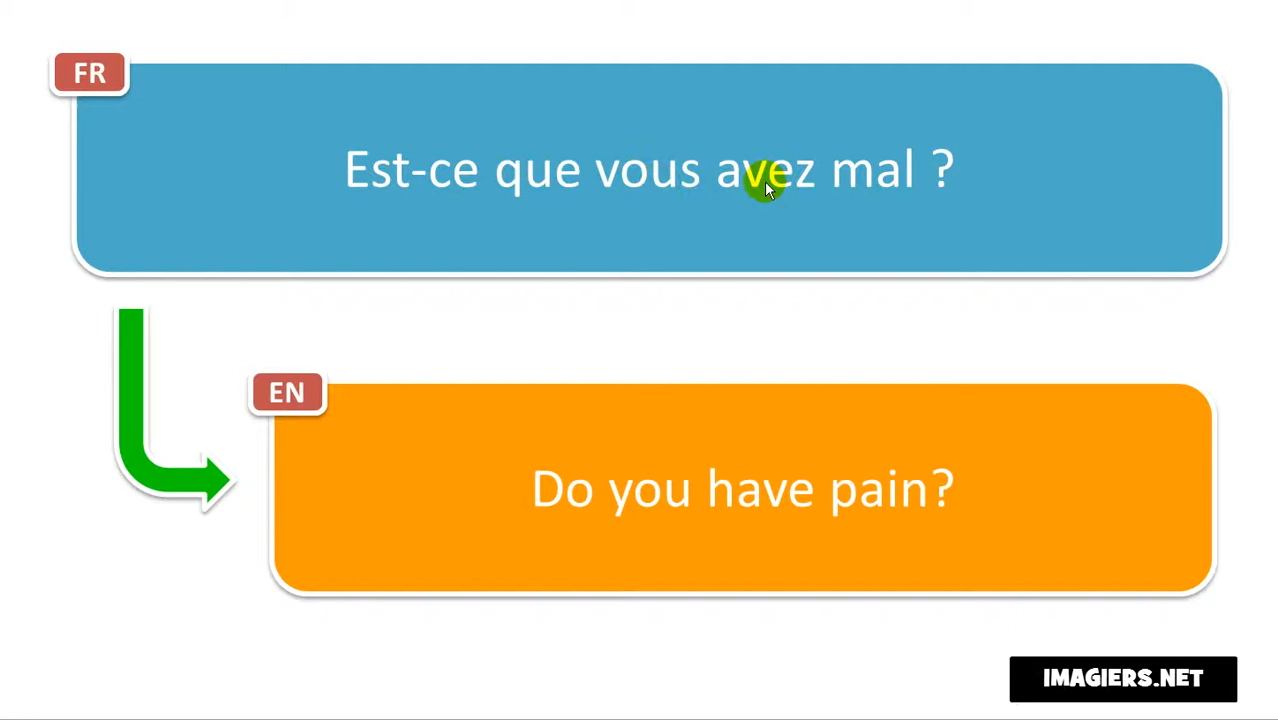 FR
Est-ce que vous avez mal ?
EN
Do you have pain?
IMAGIERS.NET